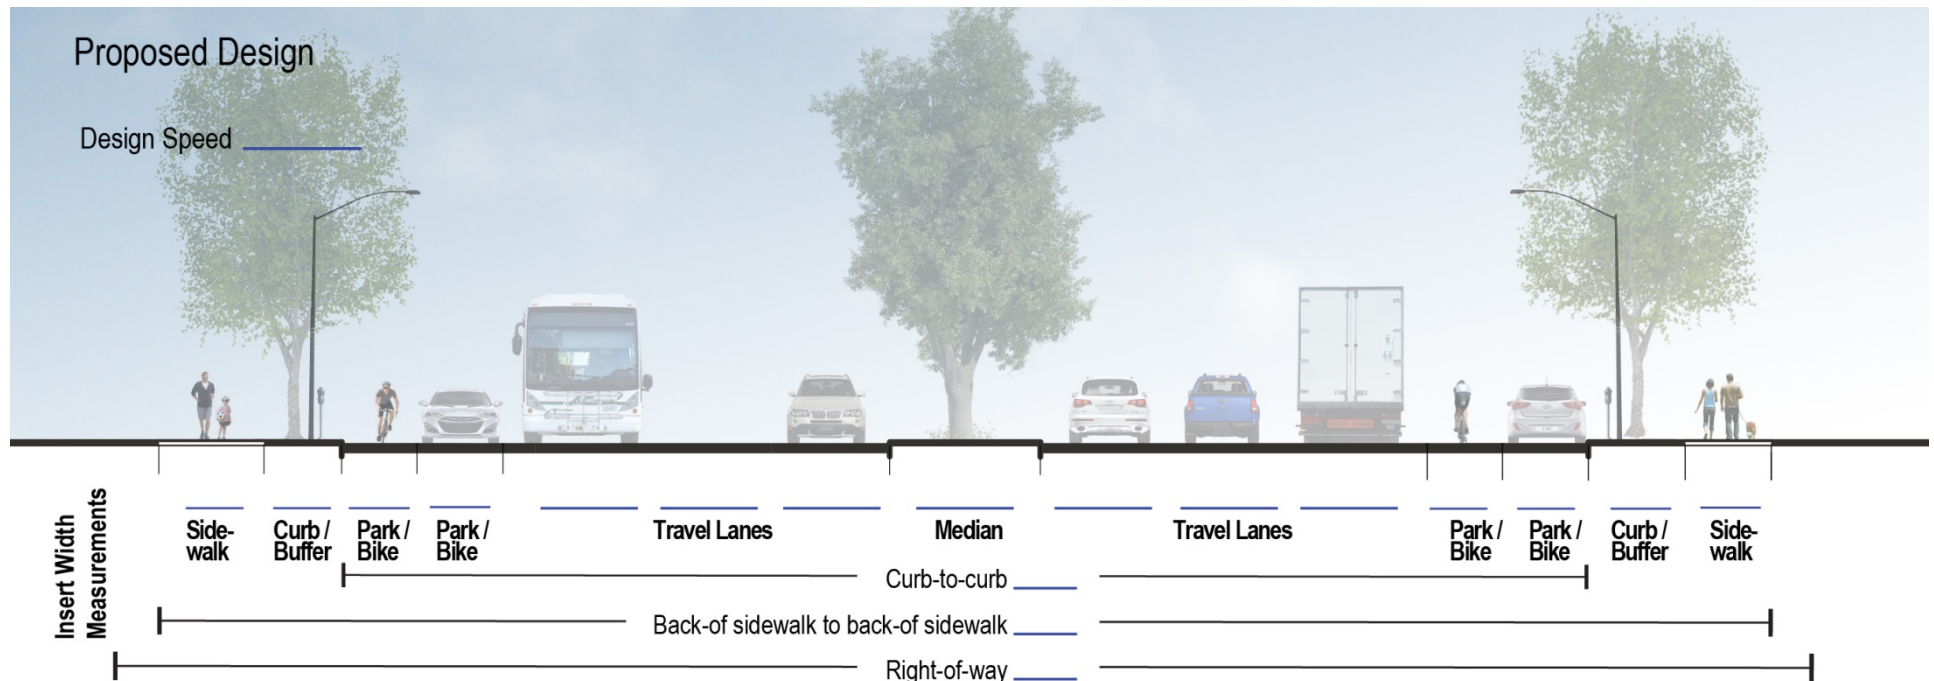 Proposed Design
Design Speed
Insert Width
Measurements
Side-
walk
Curb /
Buffer
Park /
Bike
Park /
Bike
Travel Lanes
Median
Travel Lanes
Park /
Bike
Park /
Bike
Curb /
Buffer
Side-
walk
Curb-to-curb
Back-of sidewalk to back-of sidewalk
Right-of-way